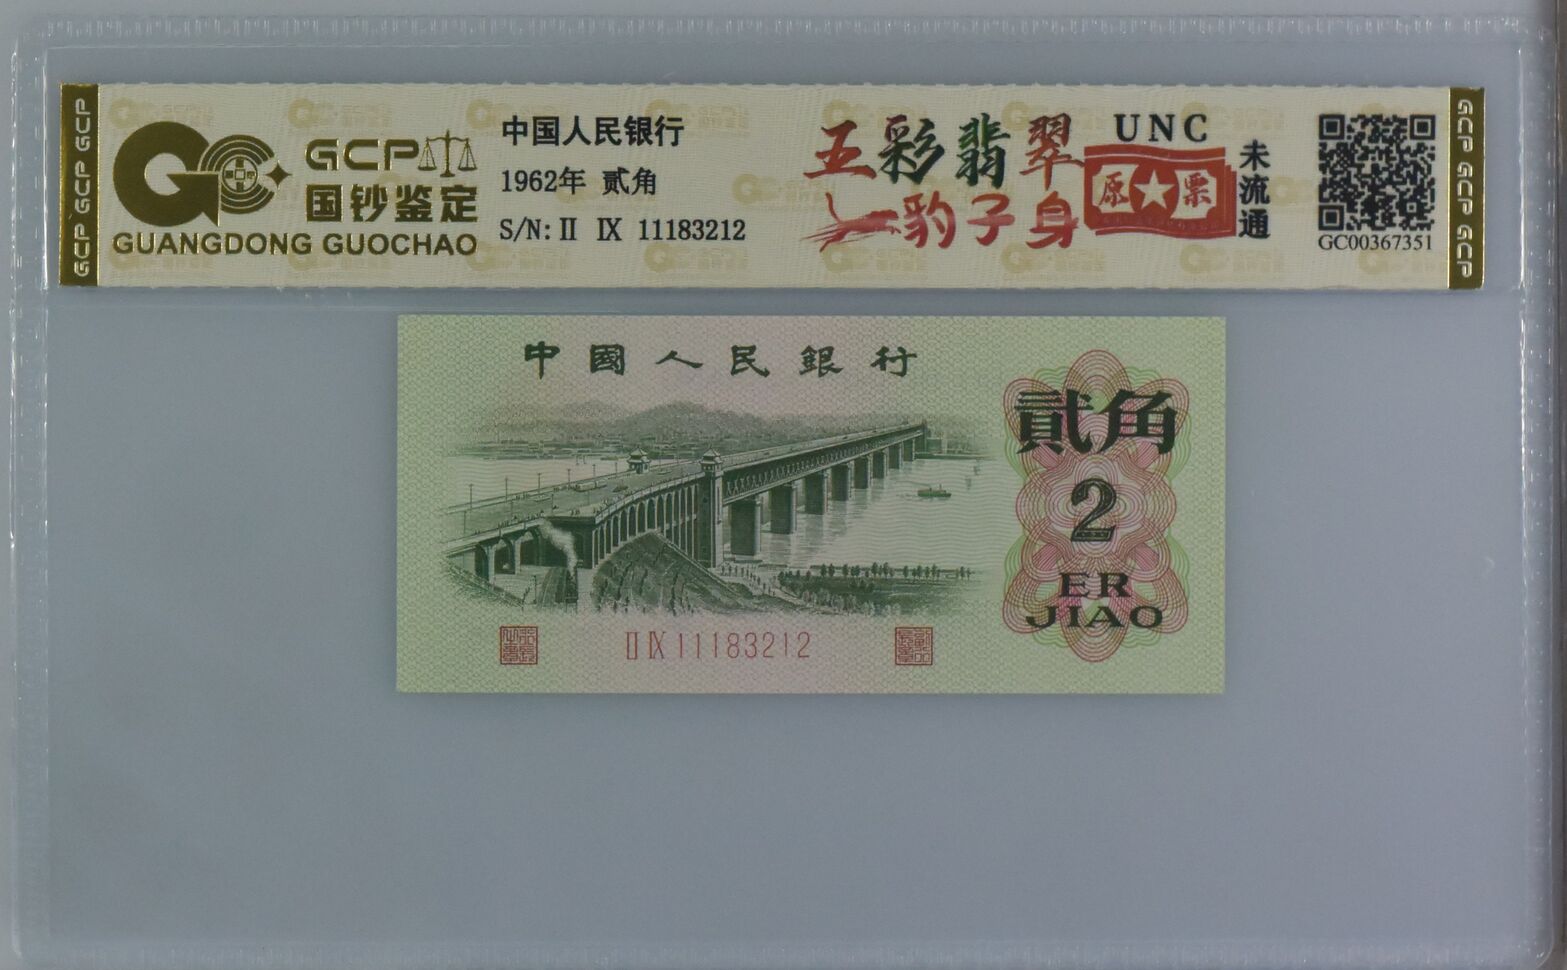 GCP GCP GCP
GCP
国钞鉴定
GUANGDONG GUOCHAO
中国人民银行
1962年 贰角
S/N: II IX 11183212
五彩翡翠
豹子身
UNC
原★票
未流通
GC00367351
GCP GCP GCP
中國人民銀行
貳角
2
ER
JIAO
II IX 11183212